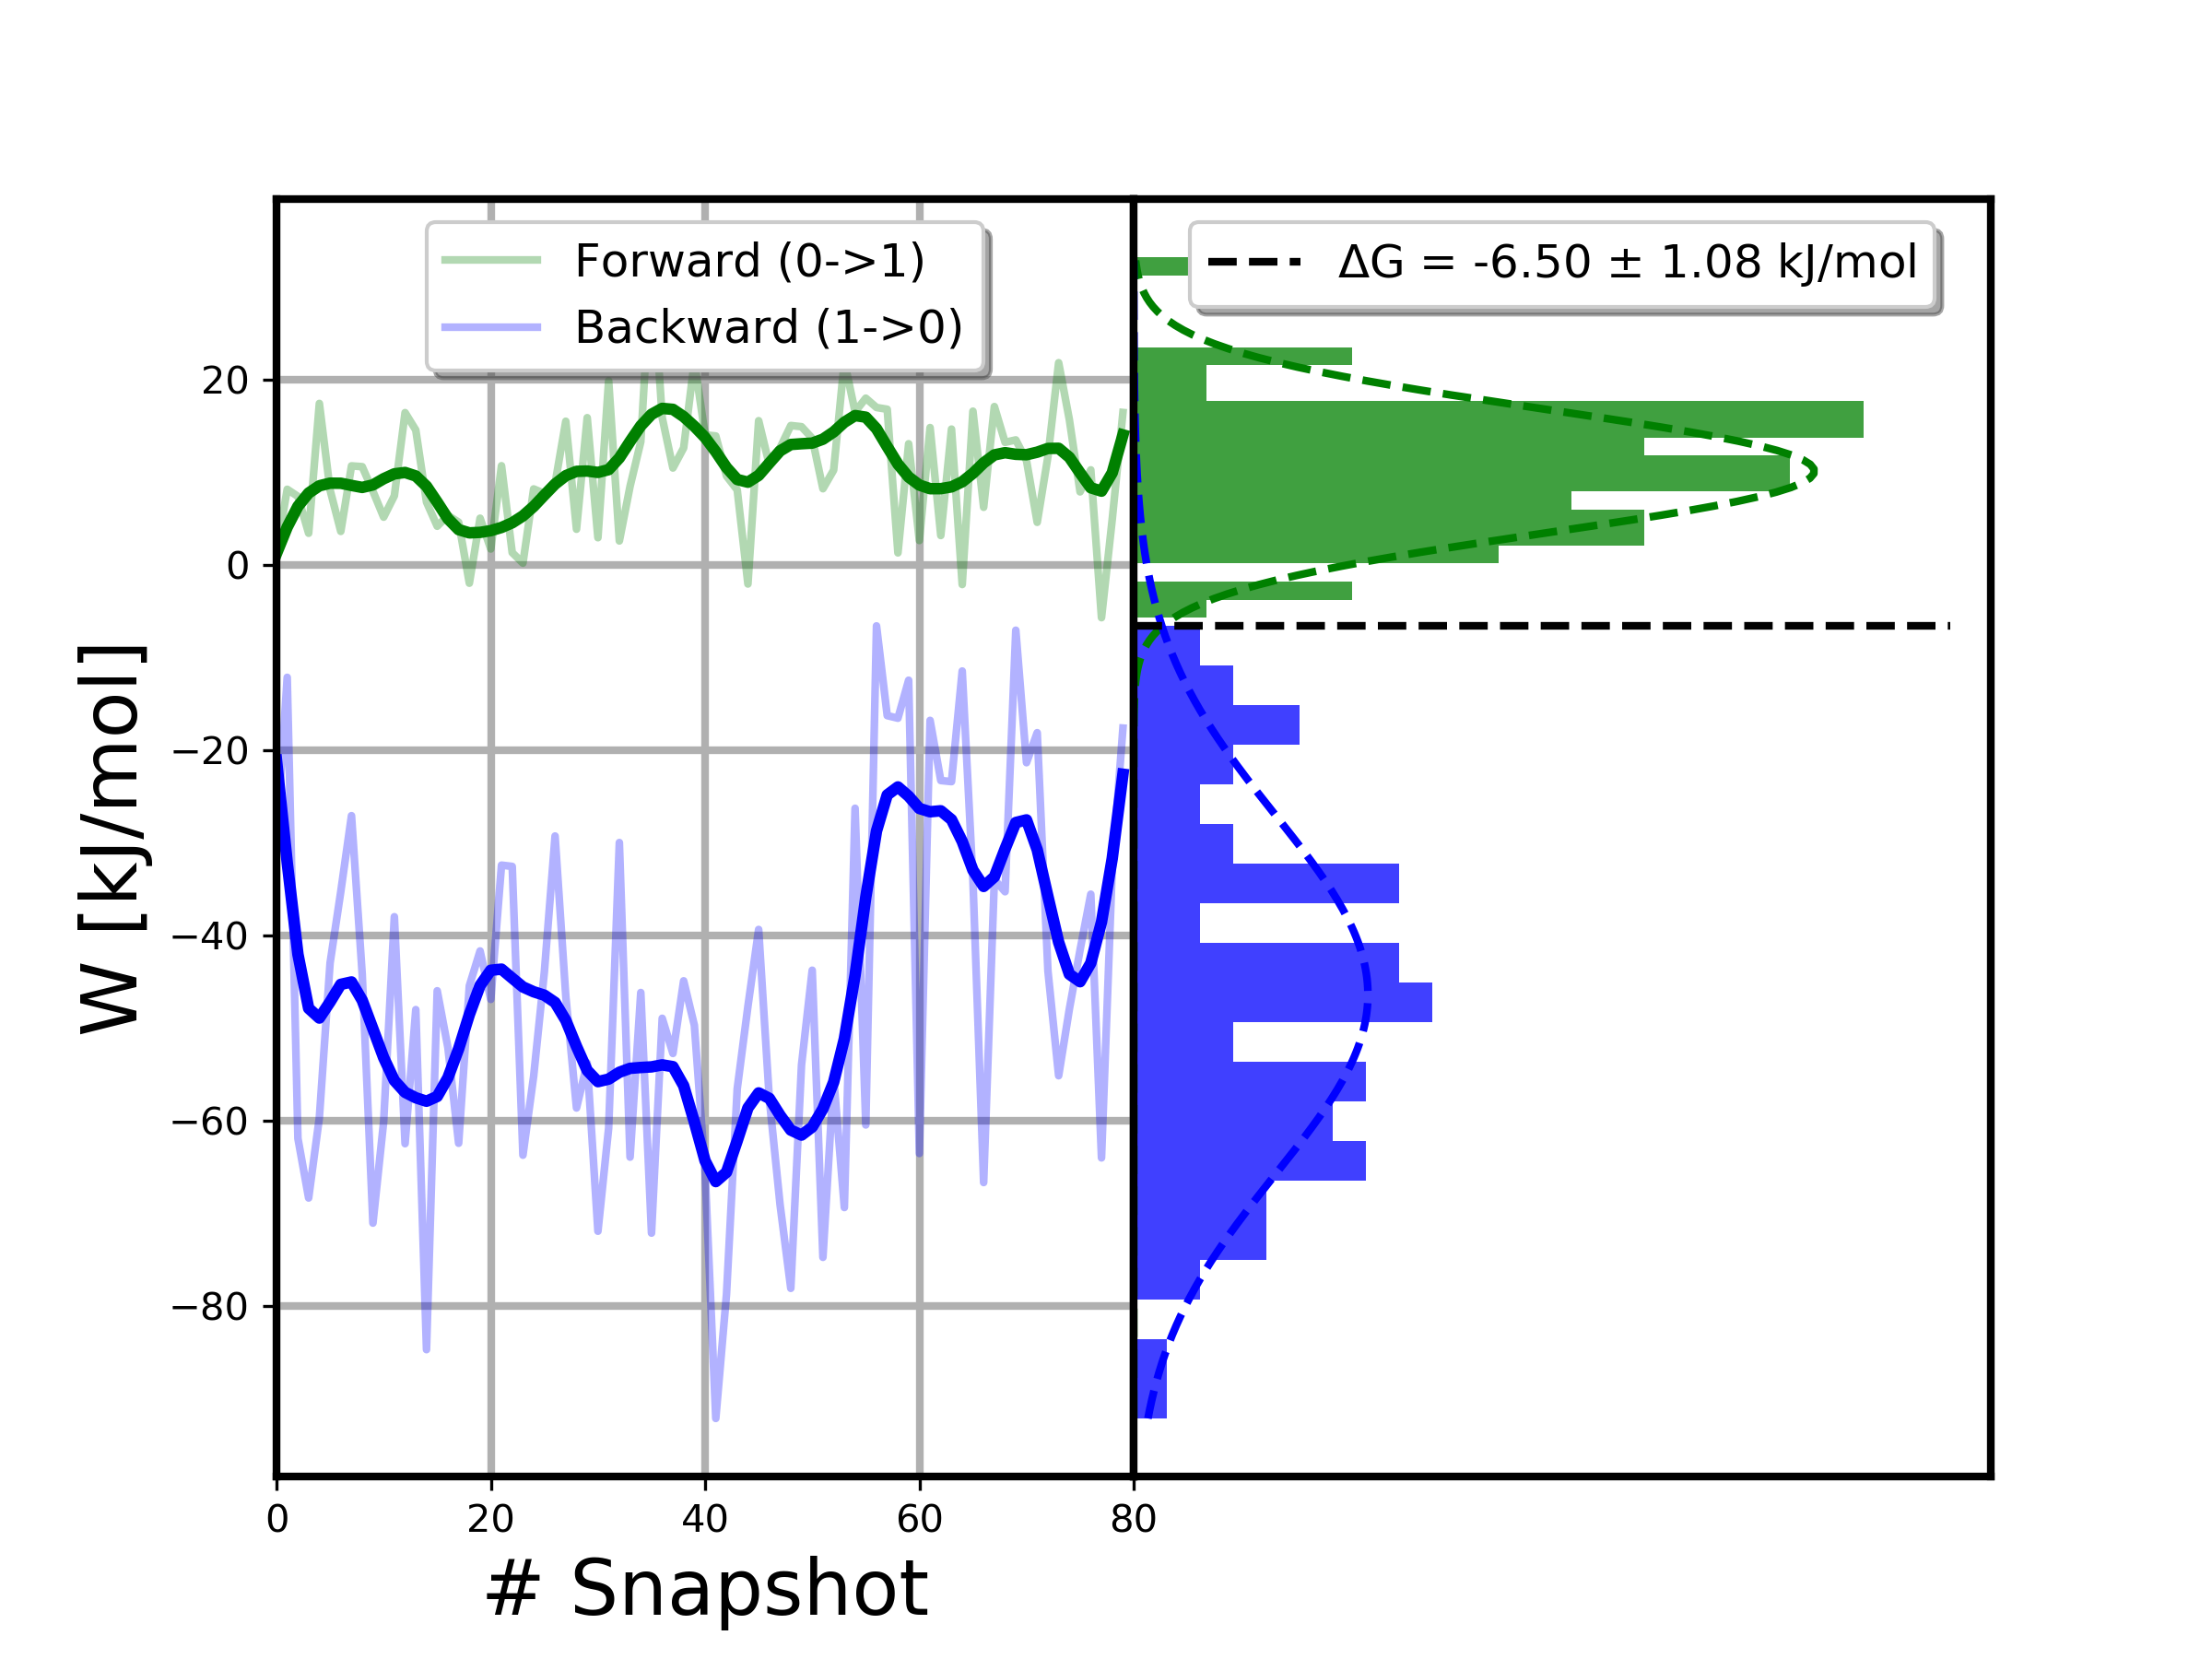 Forward (0->1)
Backward (1->0)
ΔG = -6.50 ± 1.08 kJ/mol
W [kJ/mol]
20
0
−20
−40
−60
−80
0 20 40 60 80
# Snapshot